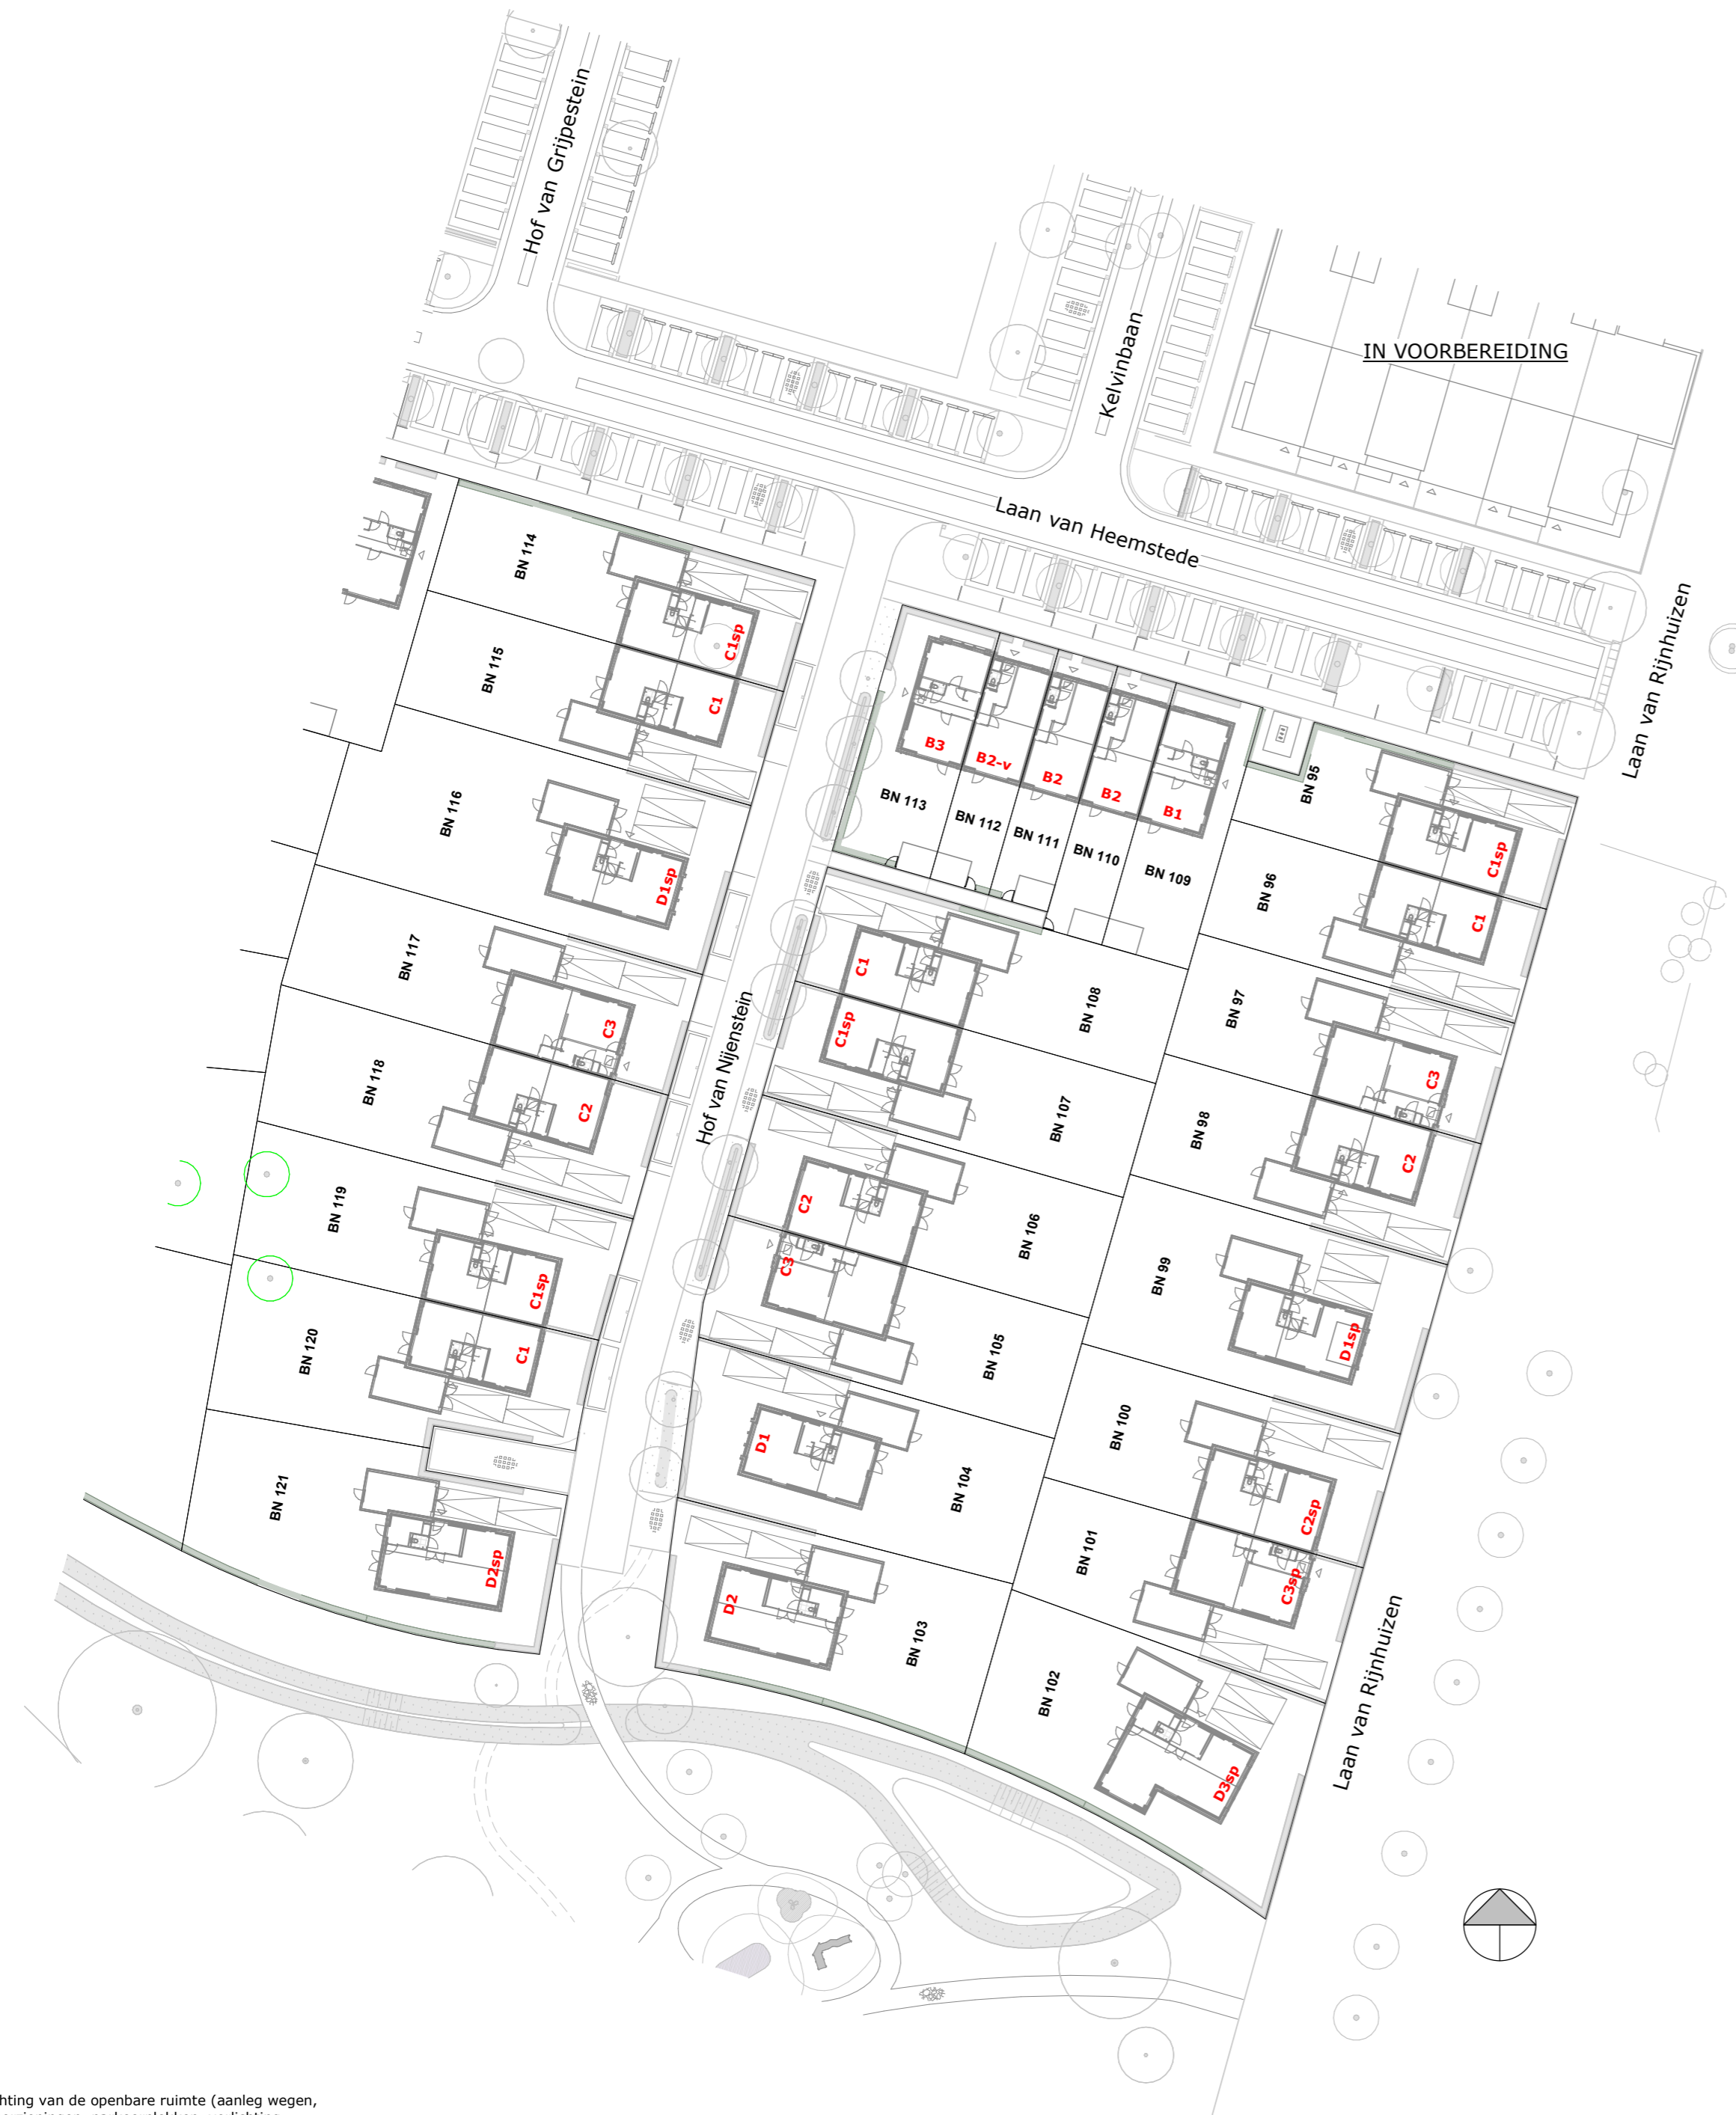 Hof van Grijpestein
Kelvinbaan
IN VOORBEREIDING
Laan van Heemstede
Laan van Rijnhuizen
BN 114
C1sp
BN 115
C1
BN 116
D1sp
BN 117
C3
BN 118
C2
BN 119
C1sp
BN 120
C1
BN 121
D2sp
Hof van Nijenstein
B3
B2-v
B2
B2
B1
BN 113
BN 112
BN 111
BN 110
BN 109
C1
BN 108
C1sp
BN 107
C2
BN 106
C3
BN 105
D1
BN 104
D2
BN 103
BN 95
C1sp
BN 96
C1
BN 97
C3
BN 98
C2
BN 99
D1sp
BN 100
C2sp
BN 101
C3sp
BN 102
D3sp
Laan van Rijnhuizen
hting van de openbare ruimte (aanleg wegen,